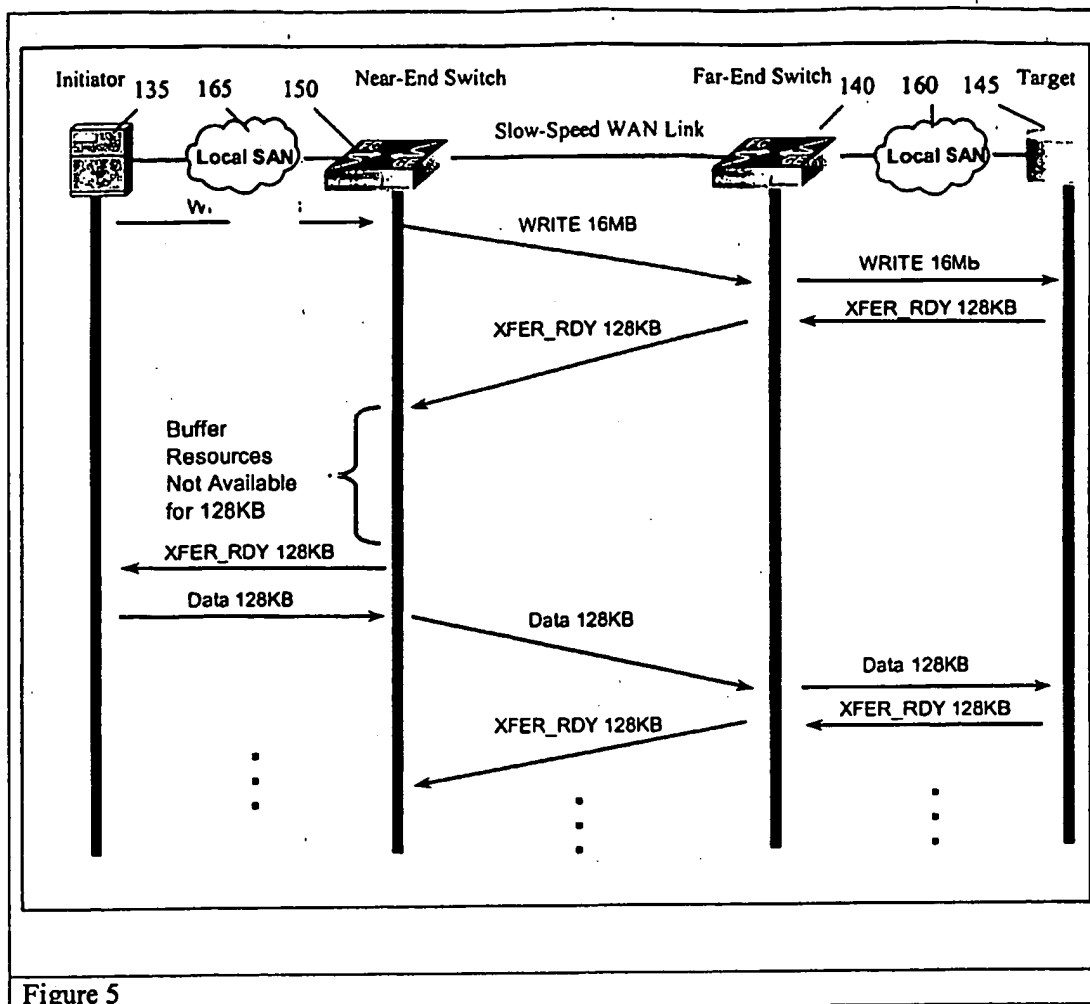 Initiator 135 165 150 Near-End Switch Far-End Switch 140 160 145 Target
Local SAN
Slow-Speed WAN Link
Local SAN
WRITE 16MB
WRITE 16Mb
XFER_RDY 128KB
XFER_RDY 128KB
Buffer
Resources
Not Available
for 128KB
XFER_RDY 128KB
Data 128KB
Data 128KB
Data 128KB
XFER_RDY 128KB
XFER_RDY 128KB
Figure 5